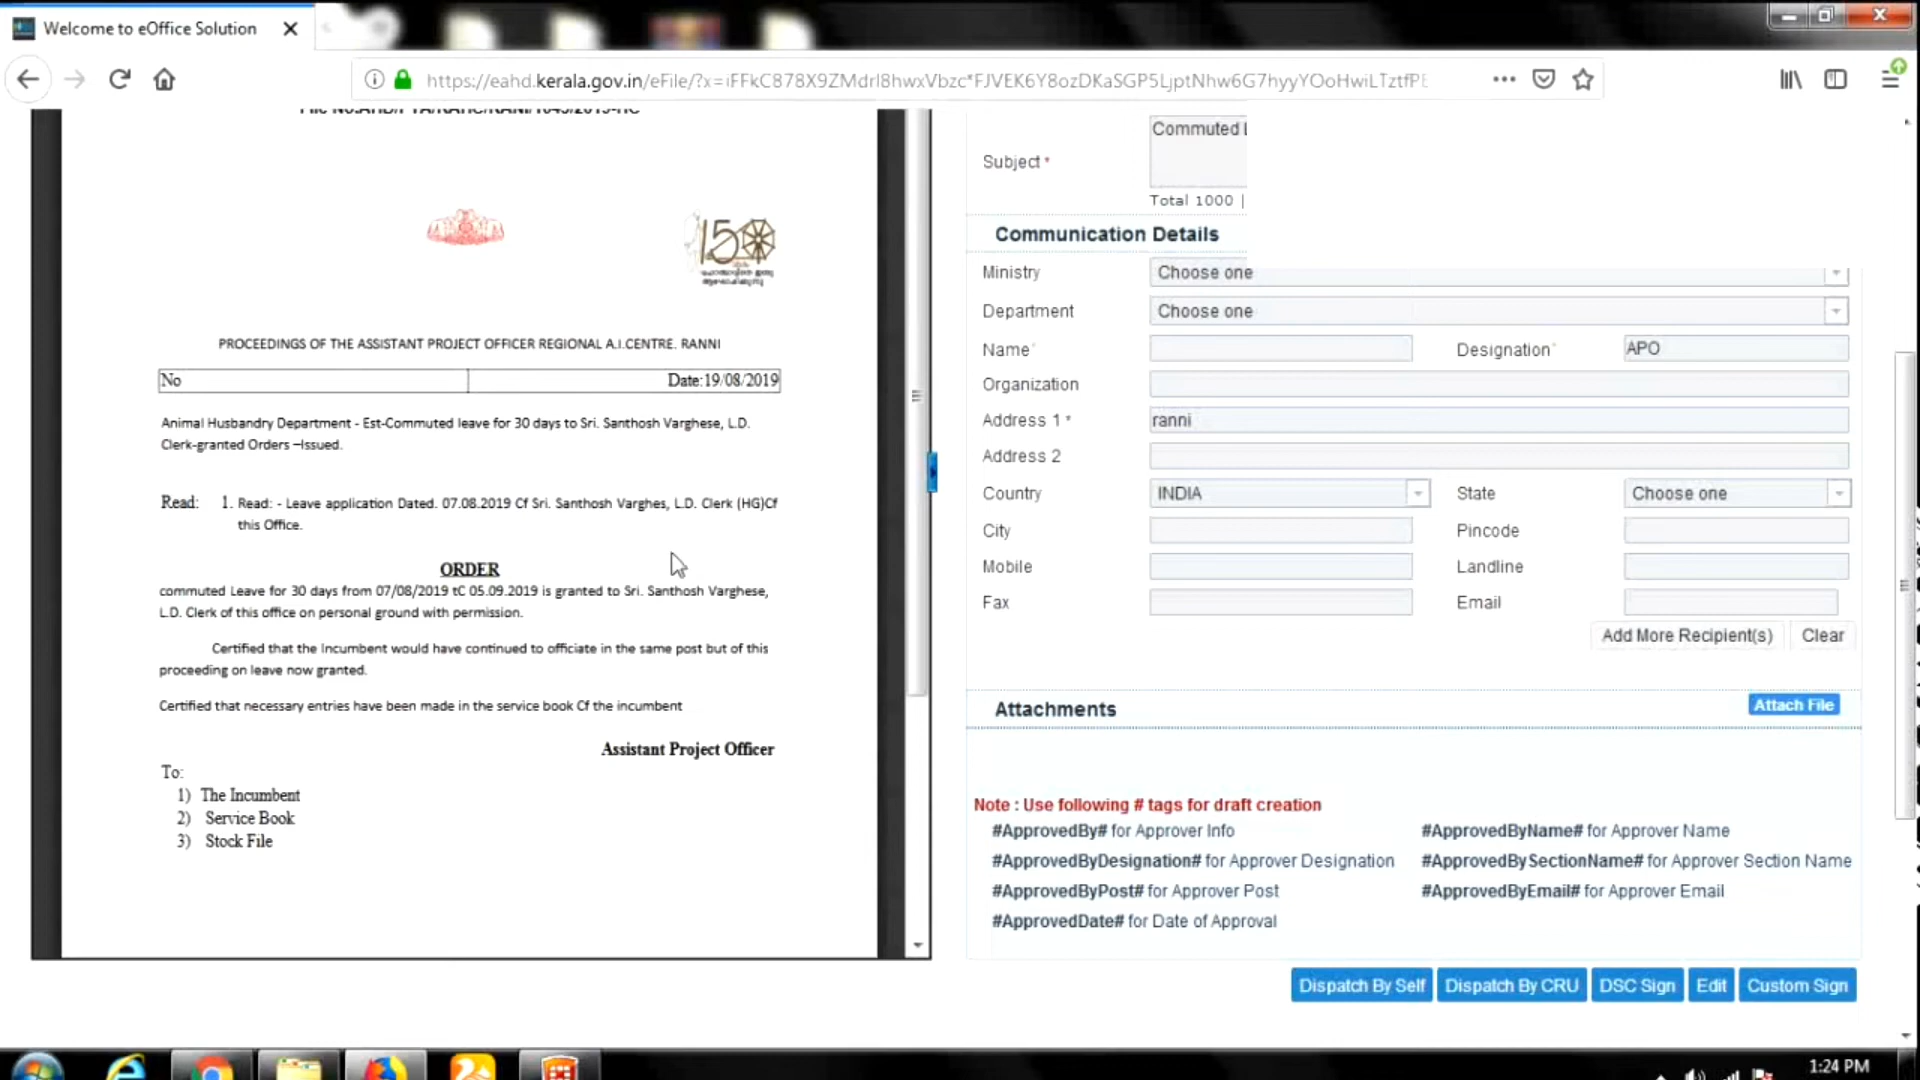 Welcome to eOffice Solution
https://eahd.kerala.gov.in/eFile/?x=iFFkC878X9ZMdrl8hwxVbzc*FJVEK6Y8ozDKaSGP5LjptNhw6G7hyyYOoHwiLTztfPE
150
PROCEEDINGS OF THE ASSISTANT PROJECT OFFICER REGIONAL A.I.CENTRE. RANNI
No Date:19/08/2019
Animal Husbandry Department - Est-Commuted leave for 30 days to Sri. Santhosh Varghese, L.D.
Clerk-granted Orders –Issued.
Read: 1. Read: - Leave application Dated. 07.08.2019 Cf Sri. Santhosh Varghes, L.D. Clerk (HG)Cf
this Office.
ORDER
commuted Leave for 30 days from 07/08/2019 tC 05.09.2019 is granted to Sri. Santhosh Varghese,
L.D. Clerk of this office on personal ground with permission.
Certified that the Incumbent would have continued to officiate in the same post but of this
proceeding on leave now granted.
Certified that necessary entries have been made in the service book Cf the incumbent
Assistant Project Officer
To:
1) The Incumbent
2) Service Book
3) Stock File
Commuted
Subject *
Total 1000 |
Communication Details
Ministry Choose one
Department Choose one
Name* Designation* APO
Organization
Address 1 * ranni
Address 2
Country INDIA State Choose one
City Pincode
Mobile Landline
Fax Email
Add More Recipient(s) Clear
Attachments Attach File
Note : Use following # tags for draft creation
#ApprovedBy# for Approver Info #ApprovedByName# for Approver Name
#ApprovedByDesignation# for Approver Designation #ApprovedBySectionName# for Approver Section Name
#ApprovedByPost# for Approver Post #ApprovedByEmail# for Approver Email
#ApprovedDate# for Date of Approval
Dispatch By Self Dispatch By CRU DSC Sign Edit Custom Sign
1:24 PM